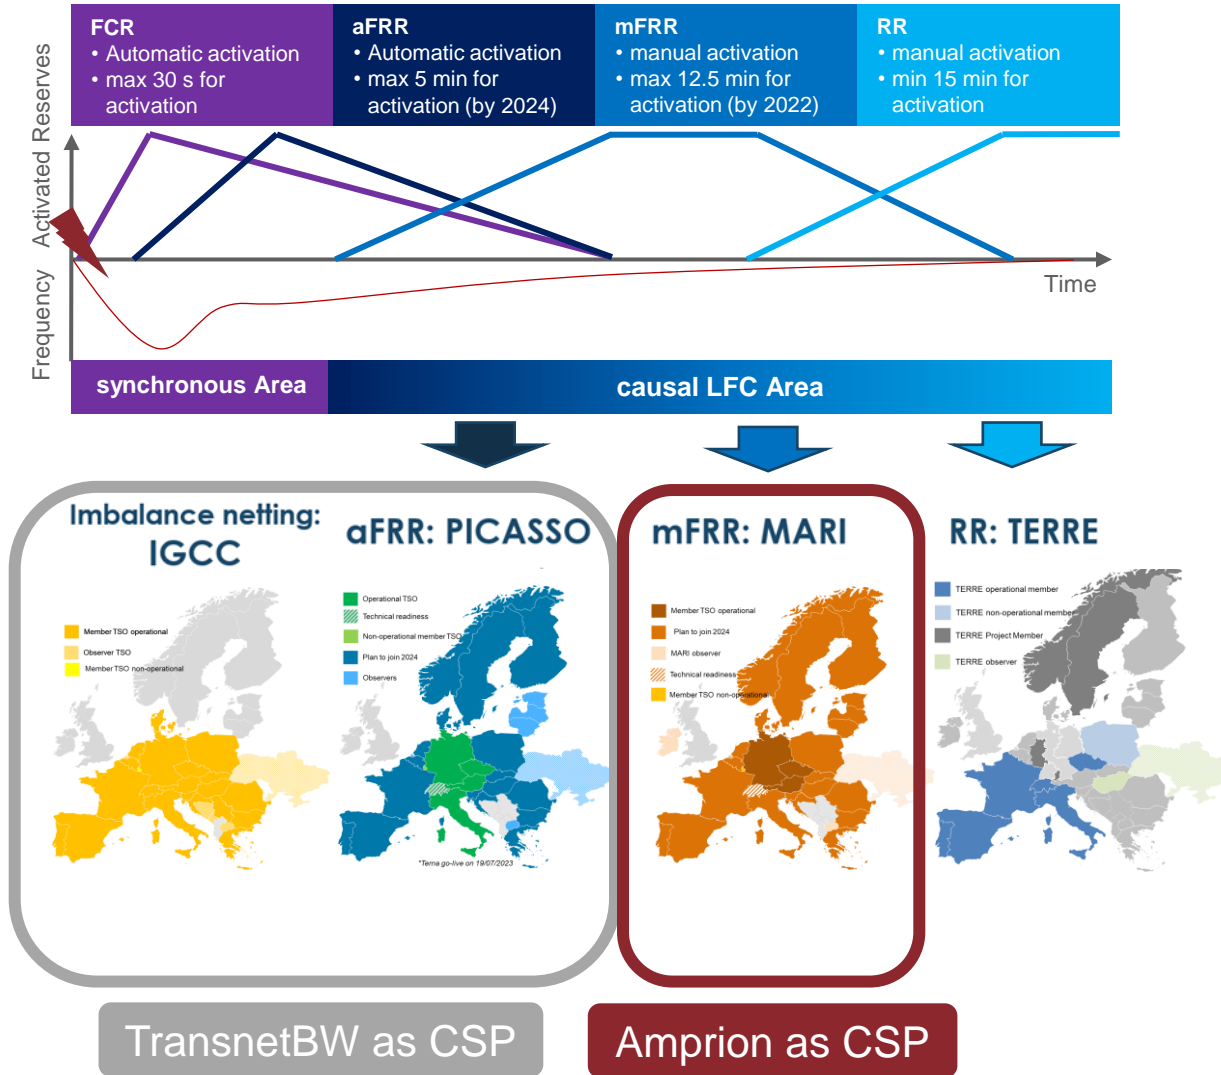 FCR
• Automatic activation
• max 30 s for
activation
aFRR
• Automatic activation
• max 5 min for
activation (by 2024)
mFRR
• manual activation
• max 12.5 min for
activation (by 2022)
RR
• manual activation
• min 15 min for
activation
Activated Reserves
Frequency
Time
synchronous Area
causal LFC Area
Imbalance netting:
IGCC
Member TSO operational
Observer TSO
Member TSO non-operational
aFRR: PICASSO
Operational TSO
Technical readiness
Non-operational member TSO
Plan to join 2024
Observers
*Terna go-live on 19/07/2023
mFRR: MARI
Member TSO operational
Plan to join 2024
MARI observer
Technical readiness
Member TSO non-operational
RR: TERRE
TERRE operational member
TERRE non-operational member
TERRE Project Member
TERRE observer
TransnetBW as CSP
Amprion as CSP